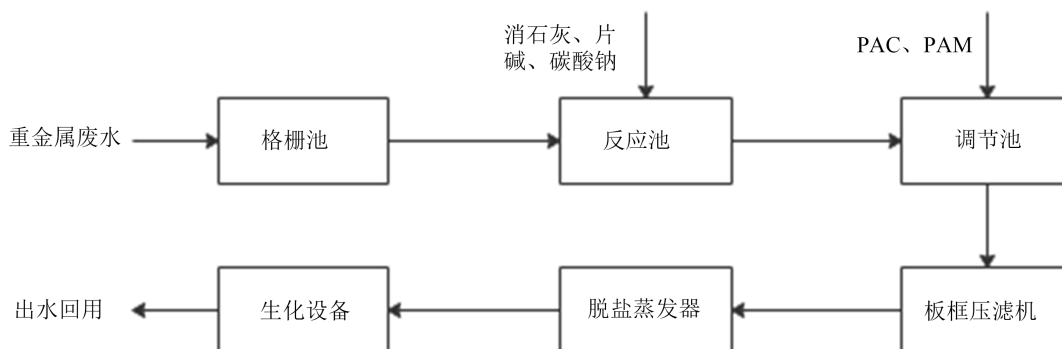 消石灰、片
碱、碳酸钠
PAC、PAM
重金属废水
格栅池
反应池
调节池
出水回用
生化设备
脱盐蒸发器
板框压滤机